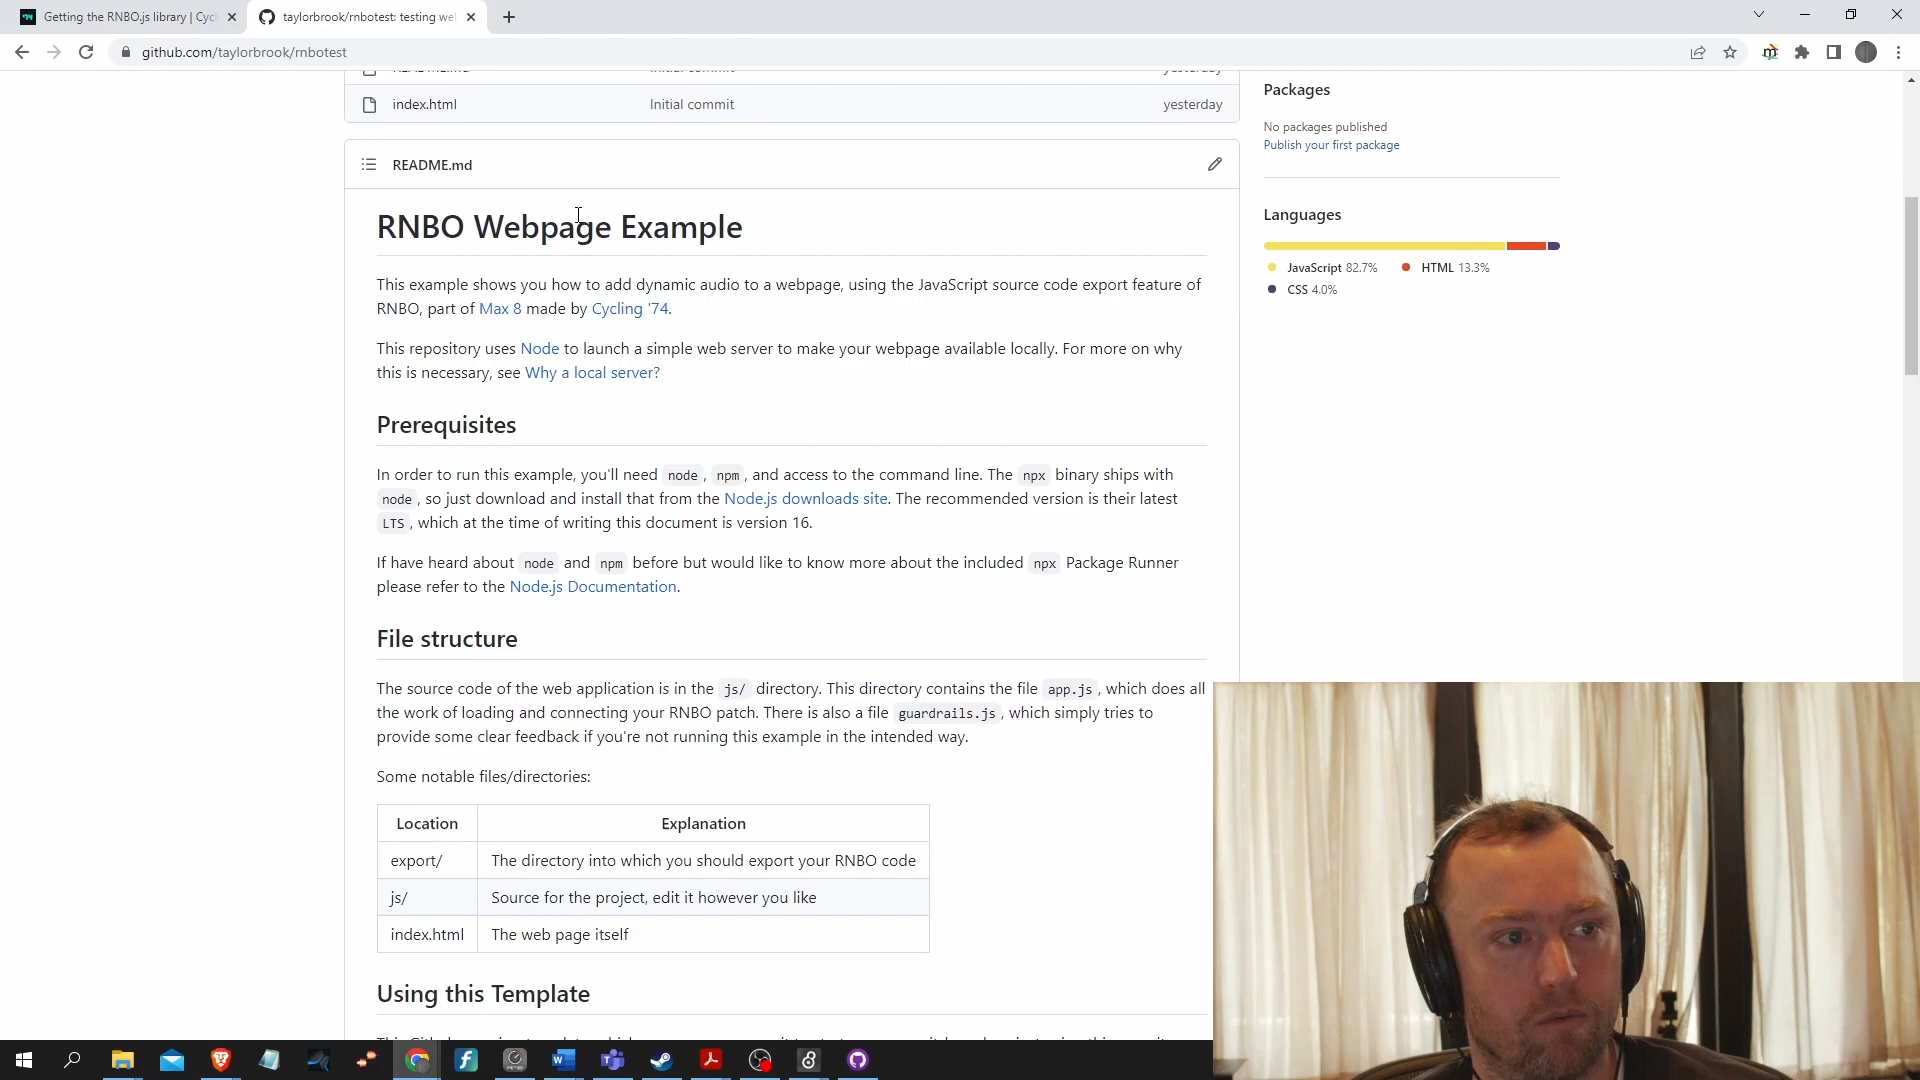 Getting the RNBO.js library | Cycl
taylorbrook/rnbotest: testing we
github.com/taylorbrook/rnbotest
README.md Initial commit yesterday
index.html Initial commit yesterday
Packages
No packages published
Publish your first package
Languages
JavaScript 82.7% HTML 13.3%
CSS 4.0%
README.md
RNBO Webpage Example
This example shows you how to add dynamic audio to a webpage, using the JavaScript source code export feature of
RNBO, part of Max 8 made by Cycling '74.
This repository uses Node to launch a simple web server to make your webpage available locally. For more on why
this is necessary, see Why a local server?
Prerequisites
In order to run this example, you'll need node, npm, and access to the command line. The npx binary ships with
node, so just download and install that from the Node.js downloads site. The recommended version is their latest
LTS, which at the time of writing this document is version 16.
If have heard about node and npm before but would like to know more about the included npx Package Runner
please refer to the Node.js Documentation.
File structure
The source code of the web application is in the js/ directory. This directory contains the file app.js, which does all
the work of loading and connecting your RNBO patch. There is also a file guardrails.js, which simply tries to
provide some clear feedback if you're not running this example in the intended way.
Some notable files/directories:
Location Explanation
export/ The directory into which you should export your RNBO code
js/ Source for the project, edit it however you like
index.html The web page itself
Using this Template